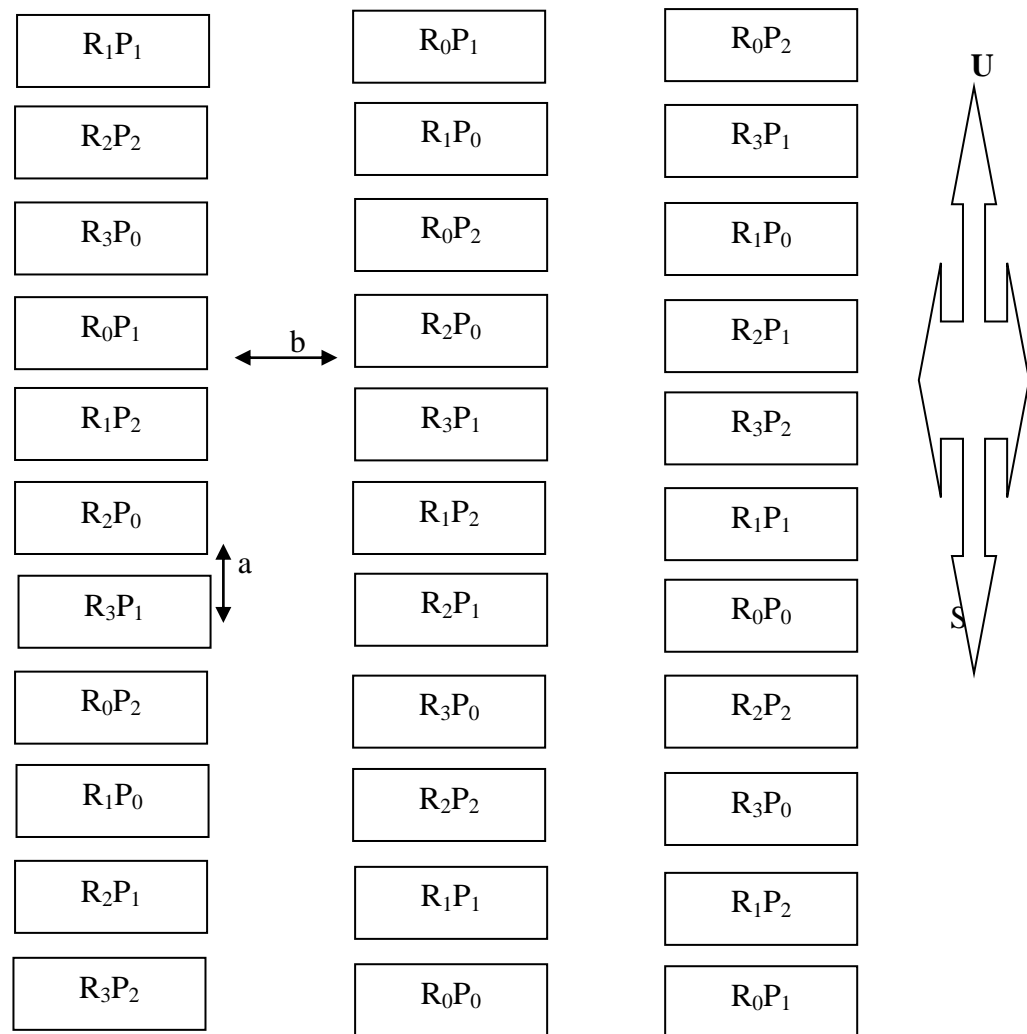 R₁P₁ R₀P₁ R₀P₂
U
R₂P₂ R₁P₀ R₃P₁
R₃P₀ R₀P₂ R₁P₀
R₀P₁ b R₂P₀ R₂P₁
R₁P₂ R₃P₁ R₃P₂
R₂P₀ R₁P₂ R₁P₁
a
R₃P₁ R₂P₁ R₀P₀
S
R₀P₂ R₃P₀ R₂P₂
R₁P₀ R₂P₂ R₃P₀
R₂P₁ R₁P₁ R₁P₂
R₃P₂ R₀P₀ R₀P₁